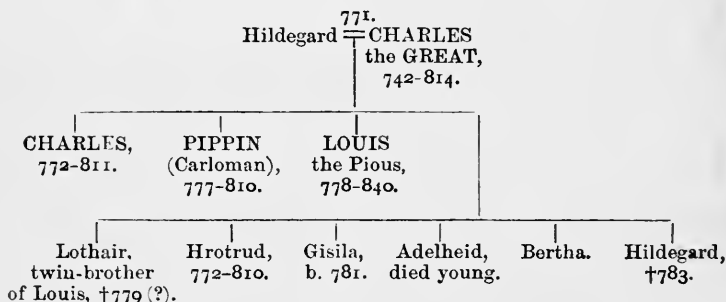 771.
Hildegard = CHARLES
the GREAT,
742-814.
CHARLES, PIPPIN LOUIS
772-811. (Carloman), the Pious,
777-810. 778-840.
Lothair, Hrotrud, Gisila, Adelheid, Bertha. Hildegard,
twin-brother 772-810. b. 781. died young. †783.
of Louis, †779 (?).